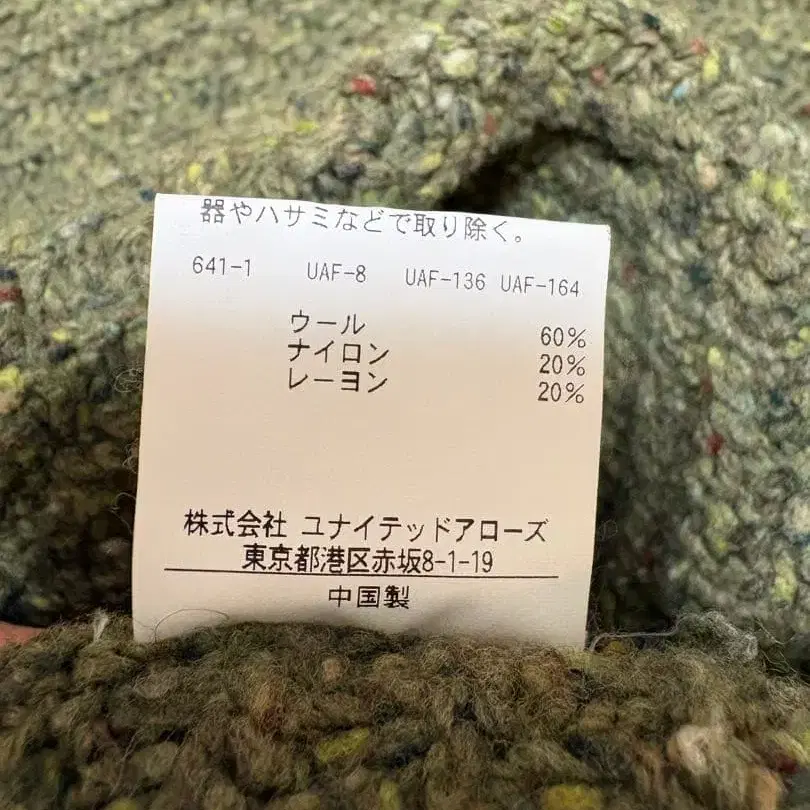 器やハサミなどで取り除く。
641-1 UAF-8 UAF-136 UAF-164
ウール 60%
ナイロン 20%
レーヨン 20%
株式会社 ユナイテッドアローズ
東京都港区赤坂8-1-19
中国製